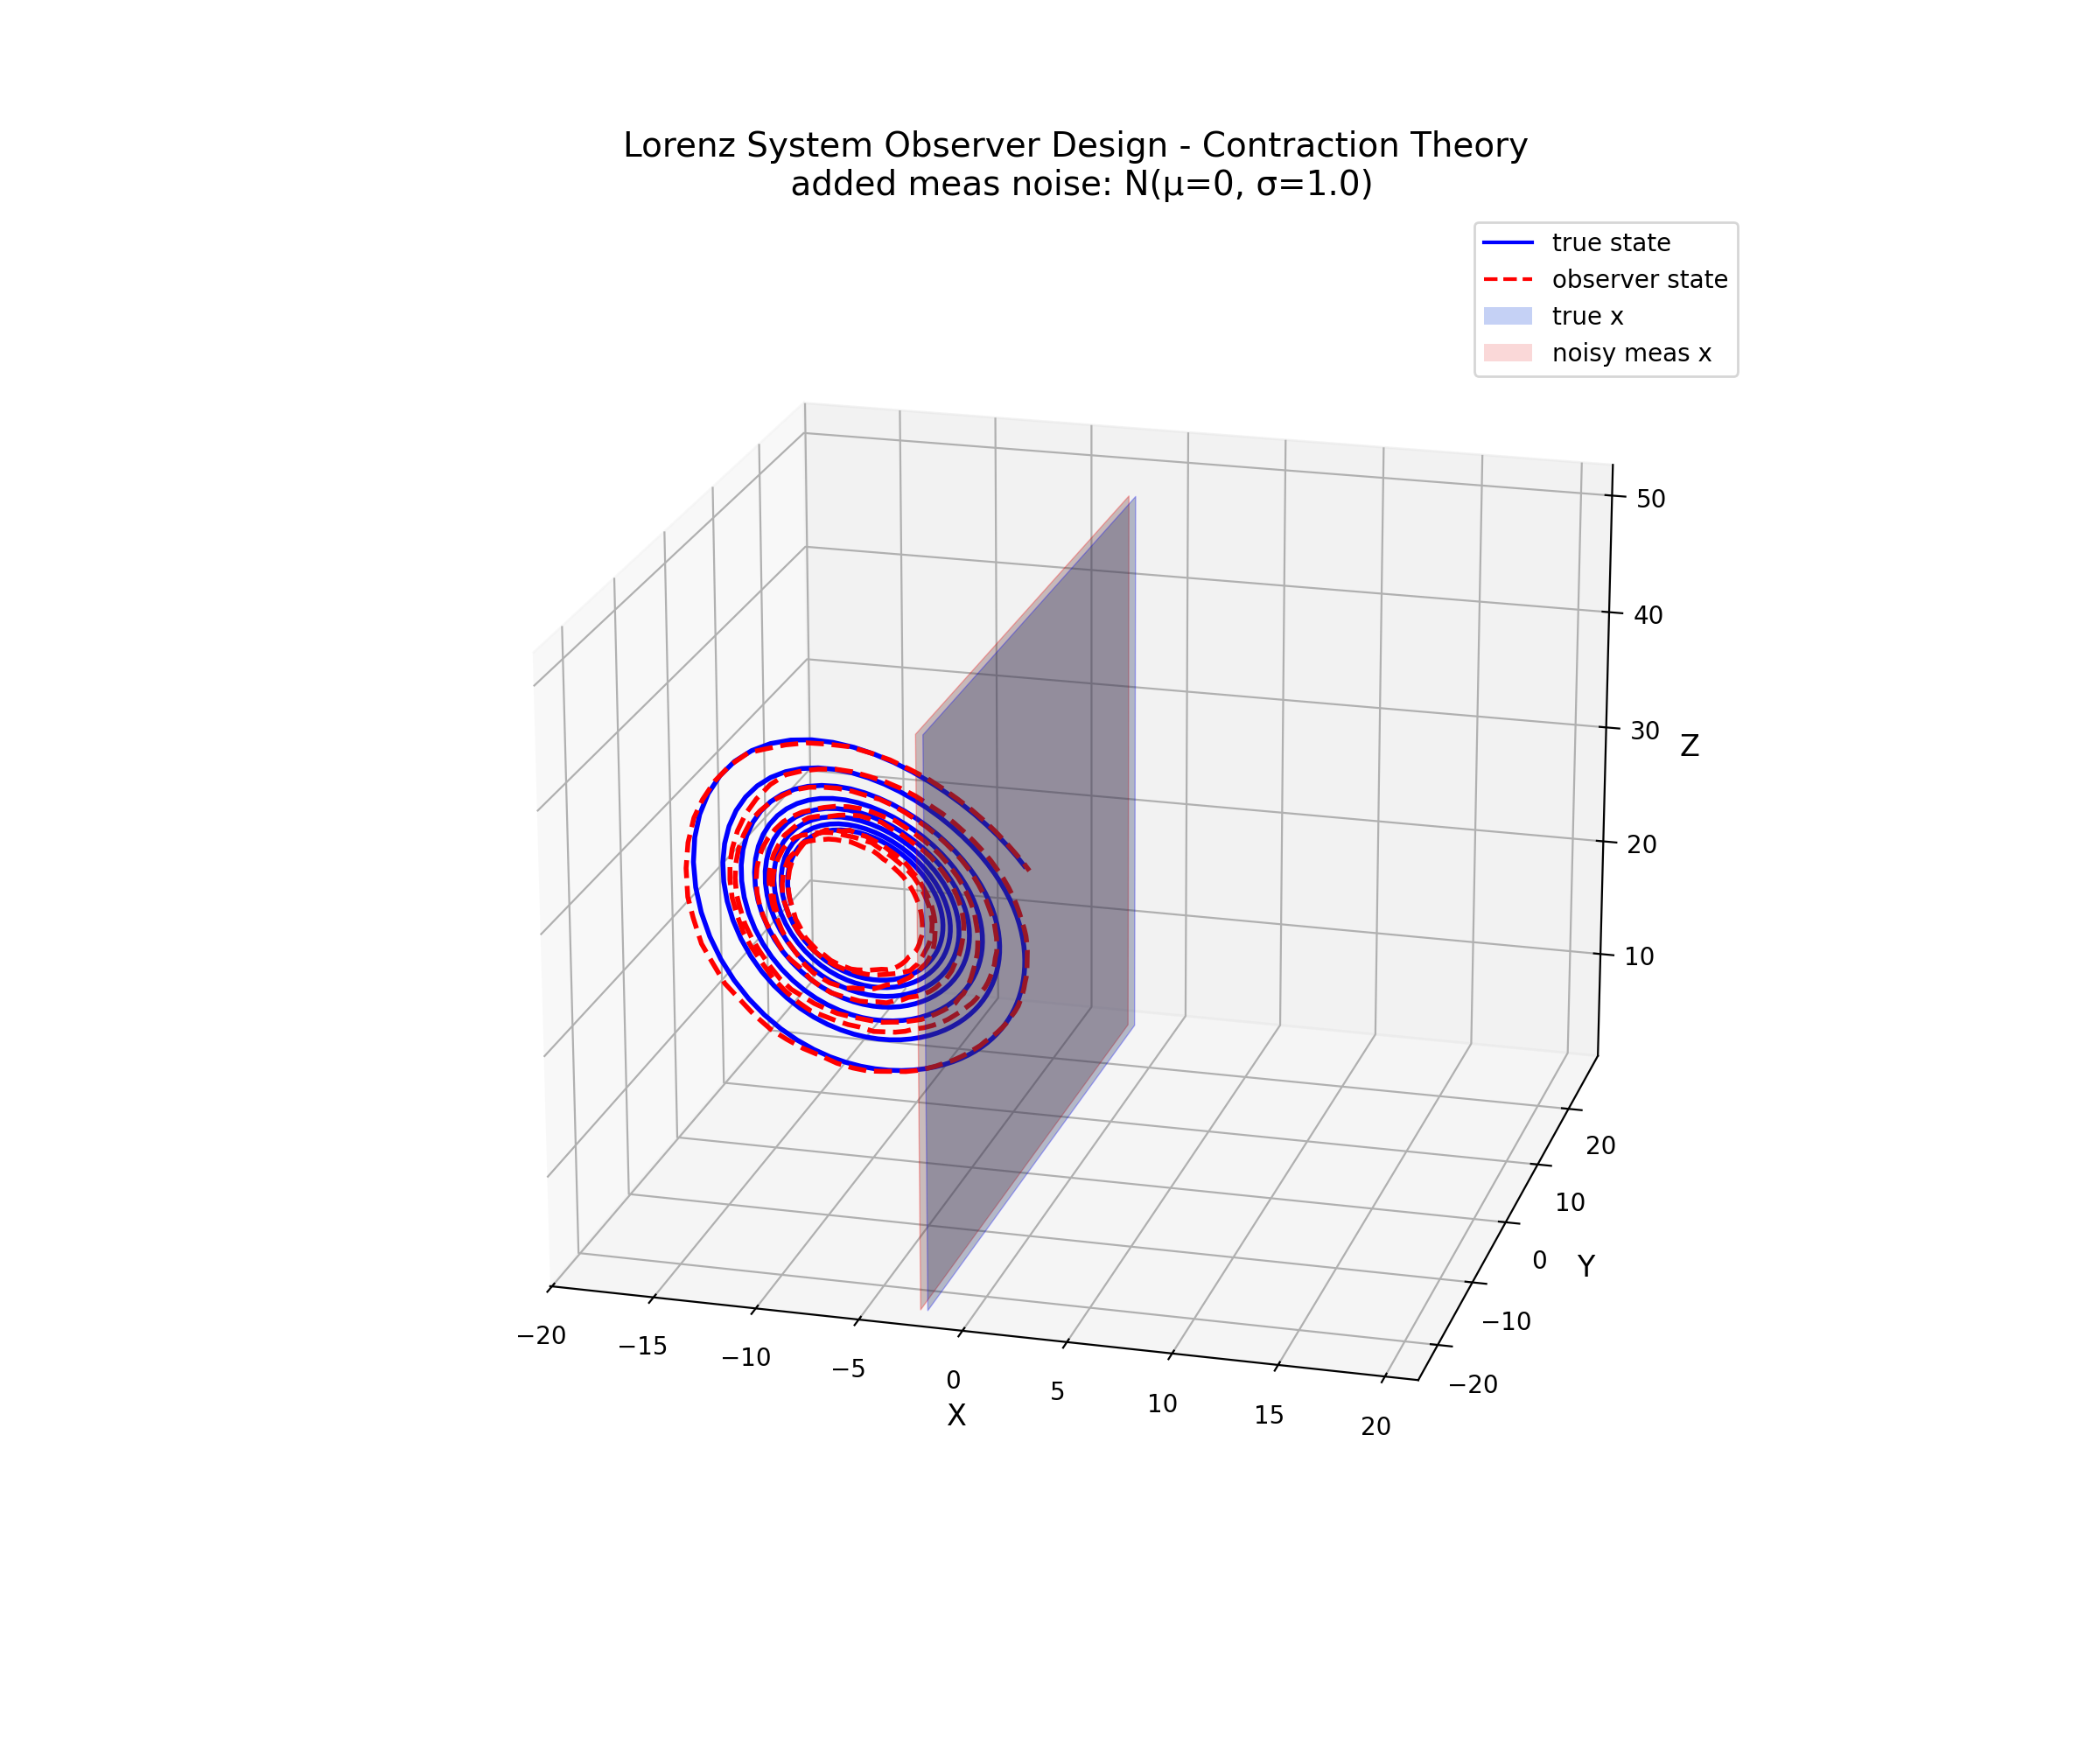 Lorenz System Observer Design - Contraction Theory
added meas noise: N(μ=0, σ=1.0)
true state
observer state
true x
noisy meas x
50
40
30
Z
20
10
20
10
0
Y
−10
−20
−20
−15
−10
−5
0
5
10
15
20
X